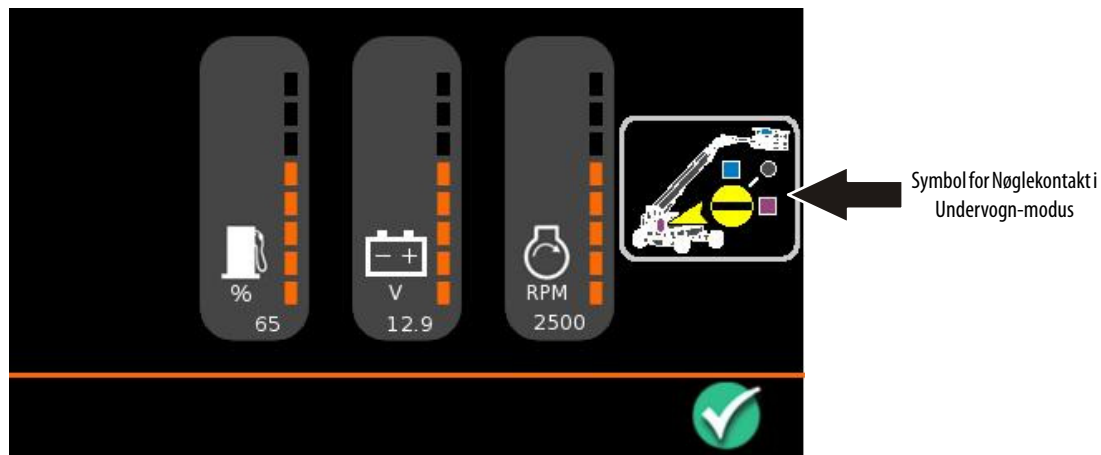 %
65
V
12.9
RPM
2500
Symbol for Nøglekontakt i
Undervogn-modus